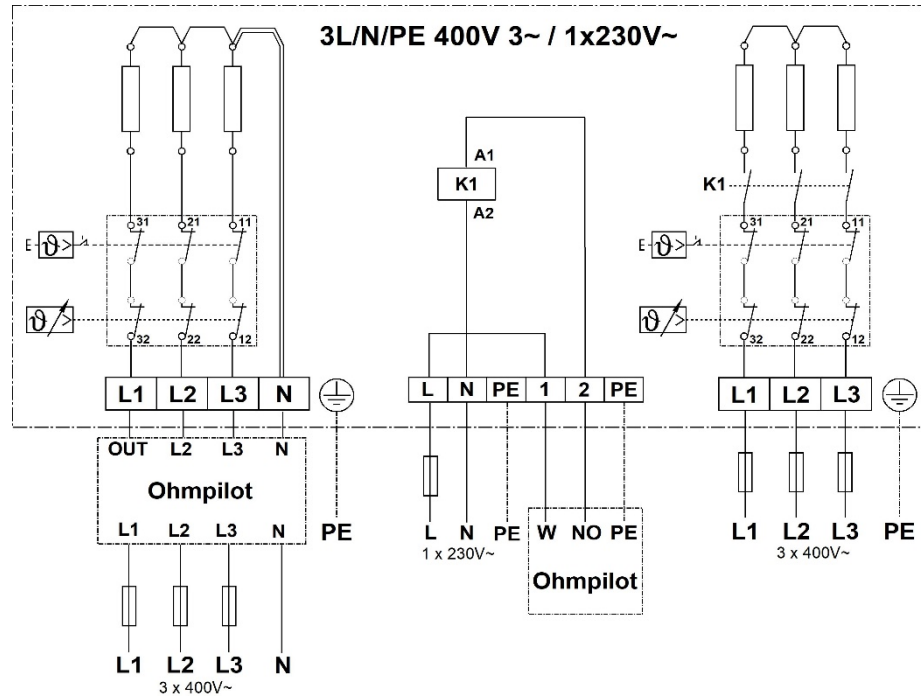 3L/N/PE 400V 3~ / 1x230V~
A1
K1
A2
K1
31 21 11
E ϑ>
ϑ>
32 22 12
31 21 11
E ϑ>
ϑ>
32 22 12
L1 L2 L3 N
L N PE 1 2 PE
L1 L2 L3
OUT L2 L3 N
Ohmpilot
L1 L2 L3 N
PE
L N PE
1 x 230V~
W NO PE
Ohmpilot
L1 L2 L3 PE
3 x 400V~
L1 L2 L3 N
3 x 400V~